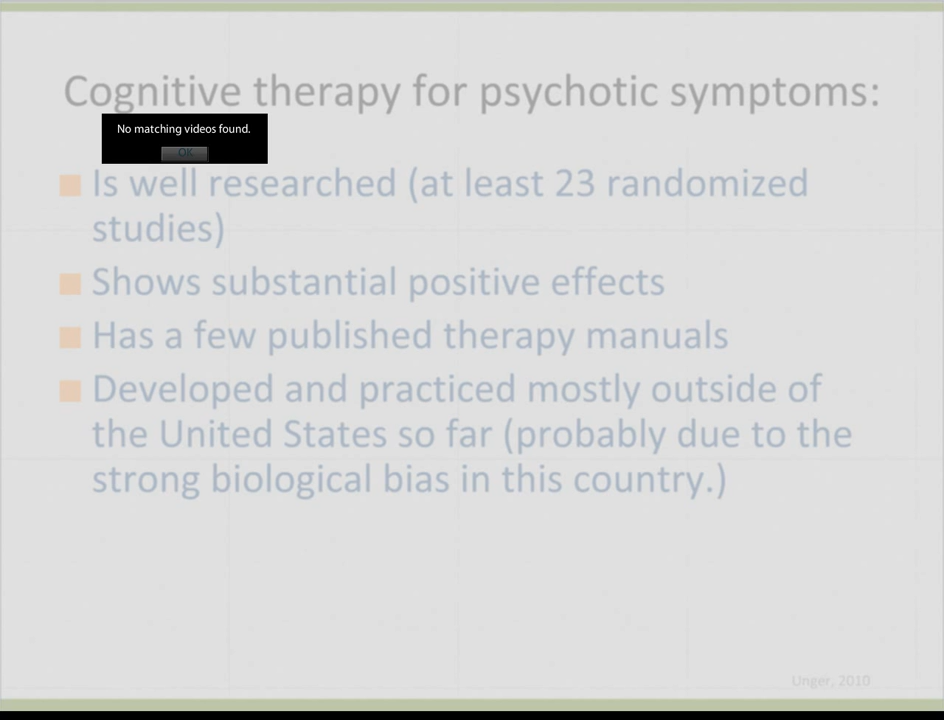 Cognitive therapy for psychotic symptoms:
No matching videos found.
OK
Is well researched (at least 23 randomized
studies)
Shows substantial positive effects
Has a few published therapy manuals
Developed and practiced mostly outside of
the United States so far (probably due to the
strong biological bias in this country.)
Unger, 2010